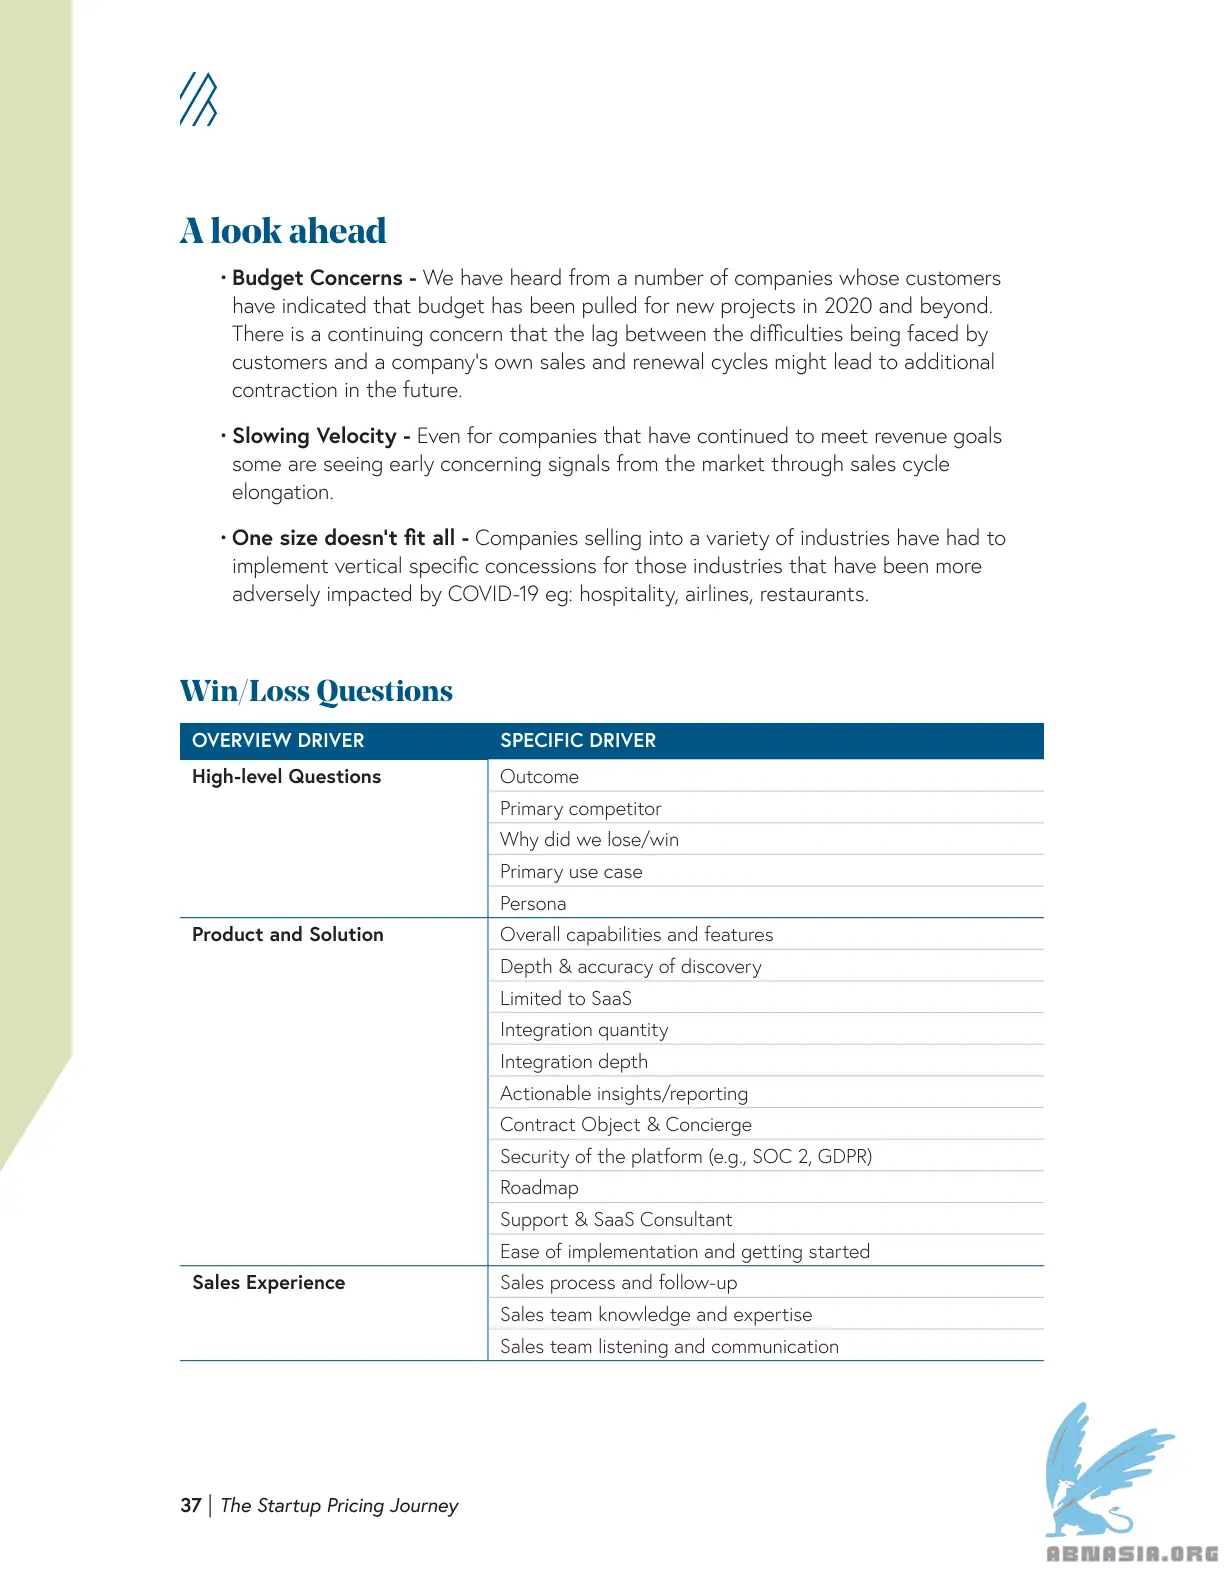 A look ahead
• Budget Concerns - We have heard from a number of companies whose customers
have indicated that budget has been pulled for new projects in 2020 and beyond.
There is a continuing concern that the lag between the difficulties being faced by
customers and a company's own sales and renewal cycles might lead to additional
contraction in the future.
• Slowing Velocity - Even for companies that have continued to meet revenue goals
some are seeing early concerning signals from the market through sales cycle
elongation.
• One size doesn't fit all - Companies selling into a variety of industries have had to
implement vertical specific concessions for those industries that have been more
adversely impacted by COVID-19 eg: hospitality, airlines, restaurants.
Win/Loss Questions
OVERVIEW DRIVER SPECIFIC DRIVER
High-level Questions Outcome
Primary competitor
Why did we lose/win
Primary use case
Persona
Product and Solution Overall capabilities and features
Depth & accuracy of discovery
Limited to SaaS
Integration quantity
Integration depth
Actionable insights/reporting
Contract Object & Concierge
Security of the platform (e.g., SOC 2, GDPR)
Roadmap
Support & SaaS Consultant
Ease of implementation and getting started
Sales Experience Sales process and follow-up
Sales team knowledge and expertise
Sales team listening and communication
37 | The Startup Pricing Journey
ABNASIA.ORG